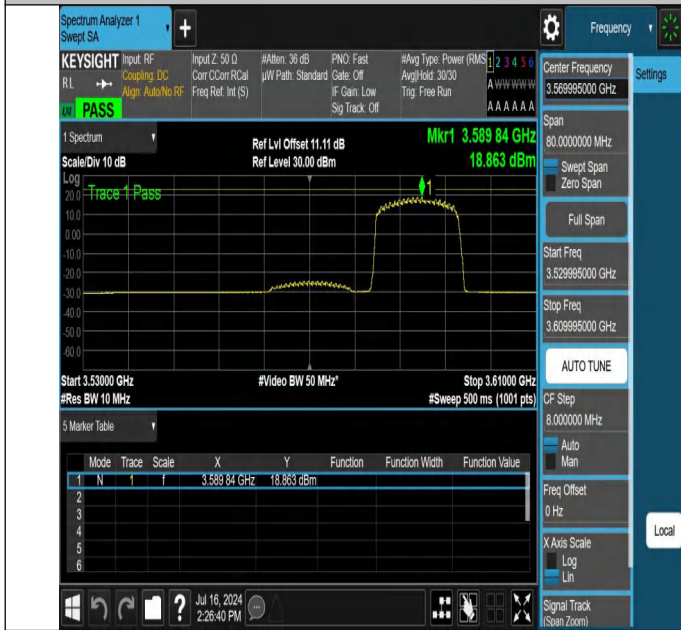 Spectrum Analyzer 1
Swept SA
+
Frequency
KEYSIGHT
RL
PASS
Input: RF
Coupling: DC
Align: Auto/No RF
Input Z: 50 Ω
Corr CCorr RCal
Freq Ref: Int (S)
#Atten: 36 dB
µW Path: Standard
PNO: Fast
Gate: Off
IF Gain: Low
Sig Track: Off
#Avg Type: Power (RMS
Avg|Hold: 30/30
Trig: Free Run
1 2 3 4 5 6
A W W W W W
A A A A A A
1 Spectrum
Scale/Div 10 dB
Ref Lvl Offset 11.11 dB
Ref Level 30.00 dBm
Mkr1 3.589 84 GHz
18.863 dBm
Log
Trace 1 Pass
1
20.0
10.0
0.00
-10.0
-20.0
-30.0
-40.0
-50.0
-60.0
Start 3.53000 GHz
#Res BW 10 MHz
#Video BW 50 MHz*
Stop 3.61000 GHz
#Sweep 500 ms (1001 pts)
5 Marker Table
Mode Trace Scale X Y Function Function Width Function Value
1 N 1 f 3.589 84 GHz 18.863 dBm
2
3
4
5
6
Jul 16, 2024
2:26:40 PM
?
Center Frequency
3.569995000 GHz
Settings
Span
80.0000000 MHz
Swept Span
Zero Span
Full Span
Start Freq
3.529995000 GHz
Stop Freq
3.609995000 GHz
AUTO TUNE
CF Step
8.000000 MHz
Auto
Man
Freq Offset
0 Hz
X Axis Scale
Log
Lin
Signal Track
(Span Zoom)
Local